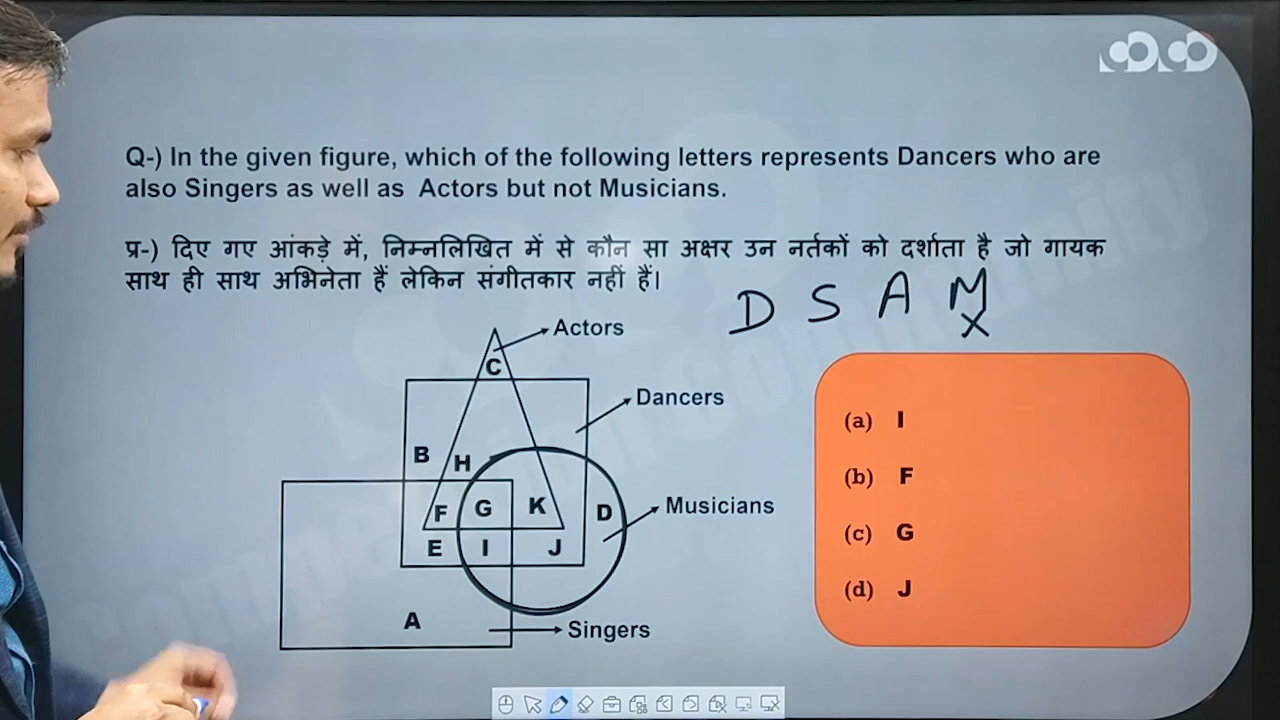 Q-) In the given figure, which of the following letters represents Dancers who are
also Singers as well as Actors but not Musicians.
प्र-) दिए गए आंकड़े में, निम्नलिखित में से कौन सा अक्षर उन नर्तकों को दर्शाता है जो गायक
साथ ही साथ अभिनेता हैं लेकिन संगीतकार नहीं हैं।
D S A M
X
Actors
C
Dancers
B H
F G K D Musicians
E I J
A
Singers
(a) I
(b) F
(c) G
(d) J